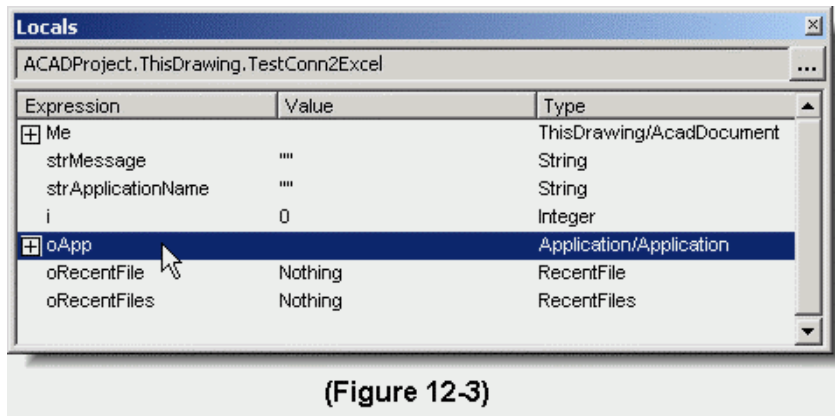 Locals
ACADProject.ThisDrawing.TestConn2Excel ...
Expression Value Type
Me ThisDrawing/AcadDocument
strMessage "" String
strApplicationName "" String
i 0 Integer
oApp Application/Application
oRecentFile Nothing RecentFile
oRecentFiles Nothing RecentFiles
(Figure 12-3)